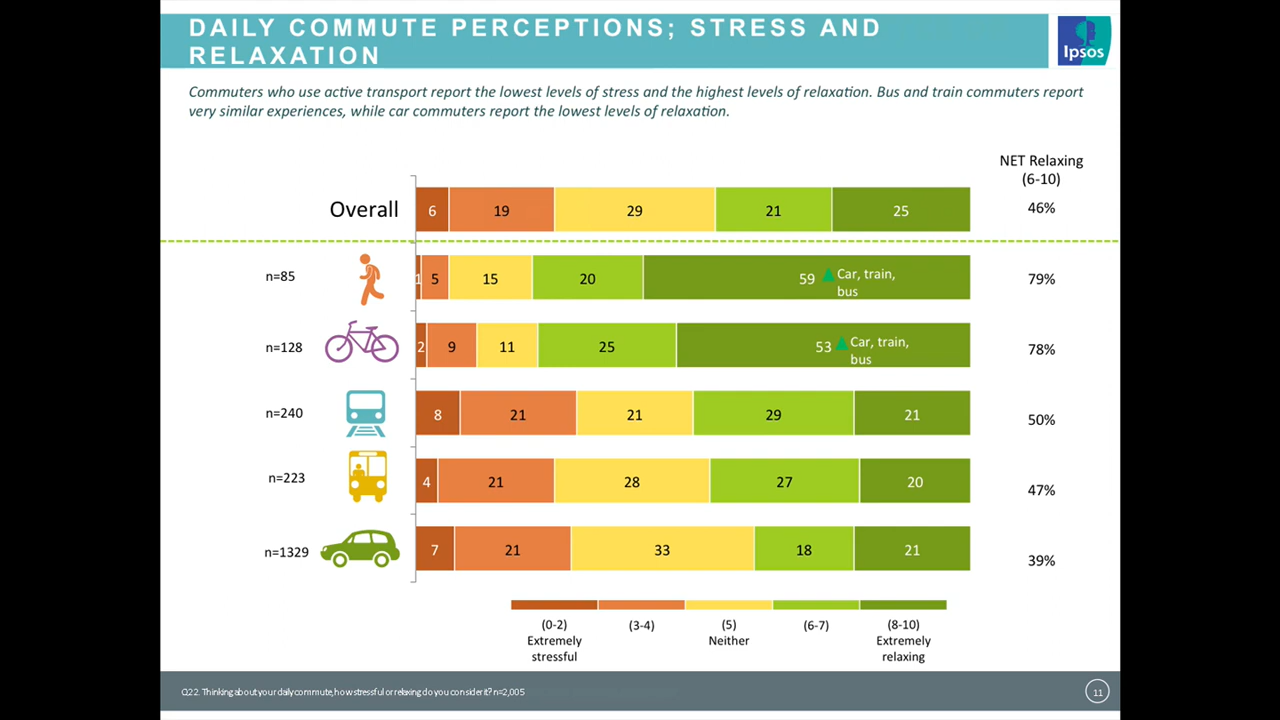 DAILY COMMUTE PERCEPTIONS; STRESS AND
RELAXATION
Ipsos
Commuters who use active transport report the lowest levels of stress and the highest levels of relaxation. Bus and train commuters report
very similar experiences, while car commuters report the lowest levels of relaxation.
NET Relaxing
(6-10)
Overall 6 19 29 21 25 46%
n=85 1 5 15 20 59 Car, train,
bus
79%
n=128 2 9 11 25 53 Car, train,
bus
78%
n=240 8 21 21 29 21 50%
n=223 4 21 28 27 20 47%
n=1329 7 21 33 18 21 39%
(0-2) (3-4) (5) (6-7) (8-10)
Extremely Neither Extremely
stressful relaxing
Q22. Thinking about your daily commute, how stressful or relaxing do you consider it? n=2,005
11